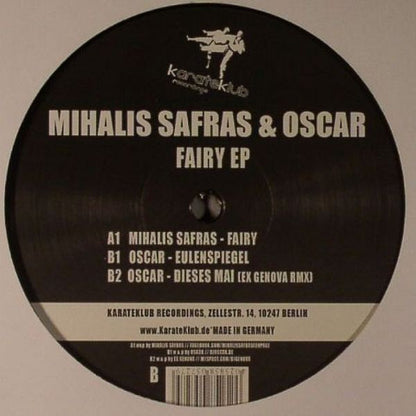 karateklub
recordings
MIHALIS SAFRAS & OSCAR
FAIRY EP
A1 MIHALIS SAFRAS - FAIRY
B1 OSCAR - EULENSPIEGEL
B2 OSCAR - DIESES MAI (EX GENOVA RMX)
KARATEKLUB RECORDINGS, ZELLESTR. 14, 10247 BERLIN
www.KarateKlub.de * MADE IN GERMANY
B